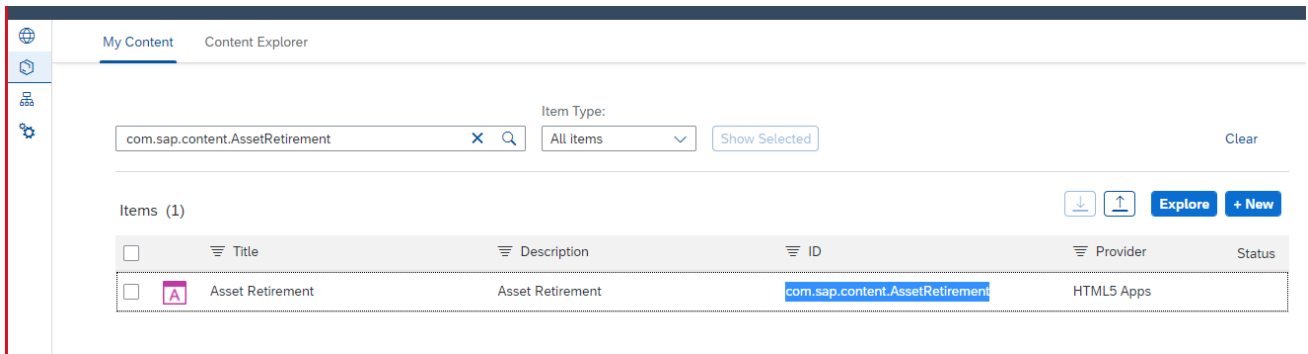 My Content Content Explorer
Item Type:
com.sap.content.AssetRetirement All items Show Selected Clear
Items (1) Explore + New
Title Description ID Provider Status
A Asset Retirement Asset Retirement com.sap.content.AssetRetirement HTML5 Apps